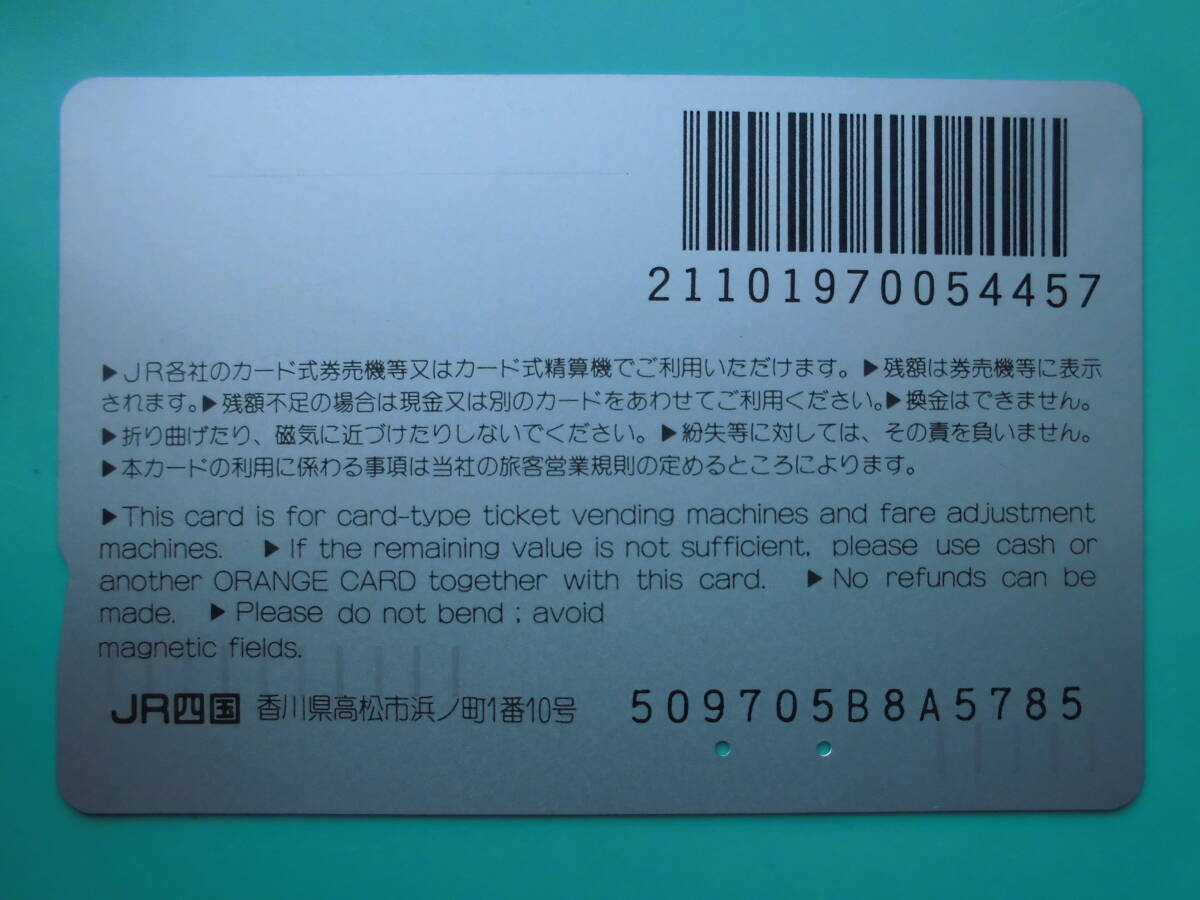 21101970054457
▶JR各社のカード式券売機等又はカード式精算機でご利用いただけます。▶残額は券売機等に表示
されます。▶残額不足の場合は現金又は別のカードをあわせてご利用ください。▶換金はできません。
▶折り曲げたり、磁気に近づけたりしないでください。▶紛失等に対しては、その責を負いません。
▶本カードの利用に係わる事項は当社の旅客営業規則の定めるところによります。
▶This card is for card-type ticket vending machines and fare adjustment
machines. ▶If the remaining value is not sufficient, please use cash or
another ORANGE CARD together with this card. ▶No refunds can be
made. ▶Please do not bend ; avoid
magnetic fields.
JR四国 香川県高松市浜ノ町1番10号 509705B8A5785